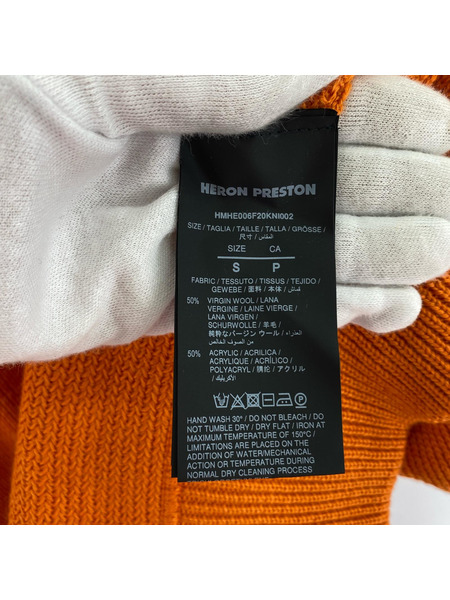 HERON PRESTON
HMHE006F20KNI002
SIZE / TAGLIA / TAILLE / TALLA / GRÖSSE /
尺寸 / المقاس
SIZE CA
S P
FABRIC / TESSUTO / TISSUS / TEJIDO /
GEWEBE / 面料 / 本体 / قماش
50% VIRGIN WOOL / LANA
VERGINE / LAINE VIERGE /
LANA VIRGEN /
SCHURWOLLE / 羊毛 /
純粋なバージン ウール / العذراء
من الصوف الخالص
50% ACRYLIC / ACRILICA /
ACRYLIQUE / ACRÍLICO /
POLYACRYL / 腈纶 / アクリル
/ الأكريليك
HAND WASH 30° / DO NOT BLEACH / DO
NOT TUMBLE DRY / DRY FLAT / IRON AT
MAXIMUM TEMPERATURE OF 150°C /
LIMITATIONS ARE PLACED ON THE
ADDITION OF WATER/MECHANICAL
ACTION OR TEMPERATURE DURING
NORMAL DRY CLEANING PROCESS